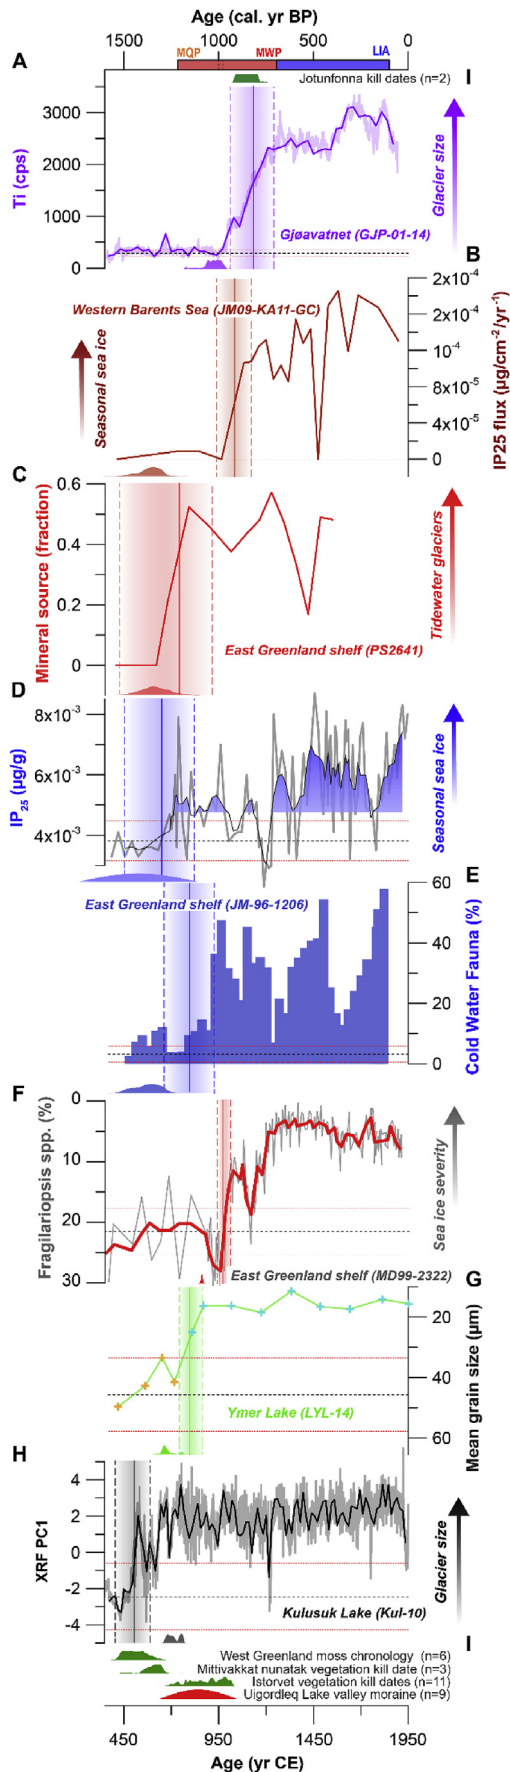 Age (cal. yr BP)
1500 1000 500 0
MQP MWP LIA
A
Jotunfonna kill dates (n=2)
I
3000
2000
1000
0
Ti (cps)
Glacier size
Gjøavatnet (GJP-01-14)
B
Western Barents Sea (JM09-KA11-GC)
Seasonal sea ice
2x10⁻⁴
2x10⁻⁴
10⁻⁴
8x10⁻⁵
4x10⁻⁵
0
IP25 flux (µg/cm⁻²/yr⁻¹)
C
0.6
0.4
0.2
0
Mineral source (fraction)
Tidewater glaciers
East Greenland shelf (PS2641)
D
8x10⁻³
6x10⁻³
4x10⁻³
IP₂₅ (µg/g)
Seasonal sea ice
E
East Greenland shelf (JM-96-1206)
60
40
20
0
Cold Water Fauna (%)
F
0
10
20
30
Fragilariopsis spp. (%)
Sea ice severity
East Greenland shelf (MD99-2322)
G
20
40
60
Mean grain size (µm)
Ymer Lake (LYL-14)
H
4
2
0
-2
-4
XRF PC1
Glacier size
Kulusuk Lake (Kul-10)
I
West Greenland moss chronology (n=6)
Mittivakkat nunatak vegetation kill date (n=3)
Istorvet vegetation kill dates (n=11)
Uigordleq Lake valley moraine (n=9)
450 950 1450 1950
Age (yr CE)